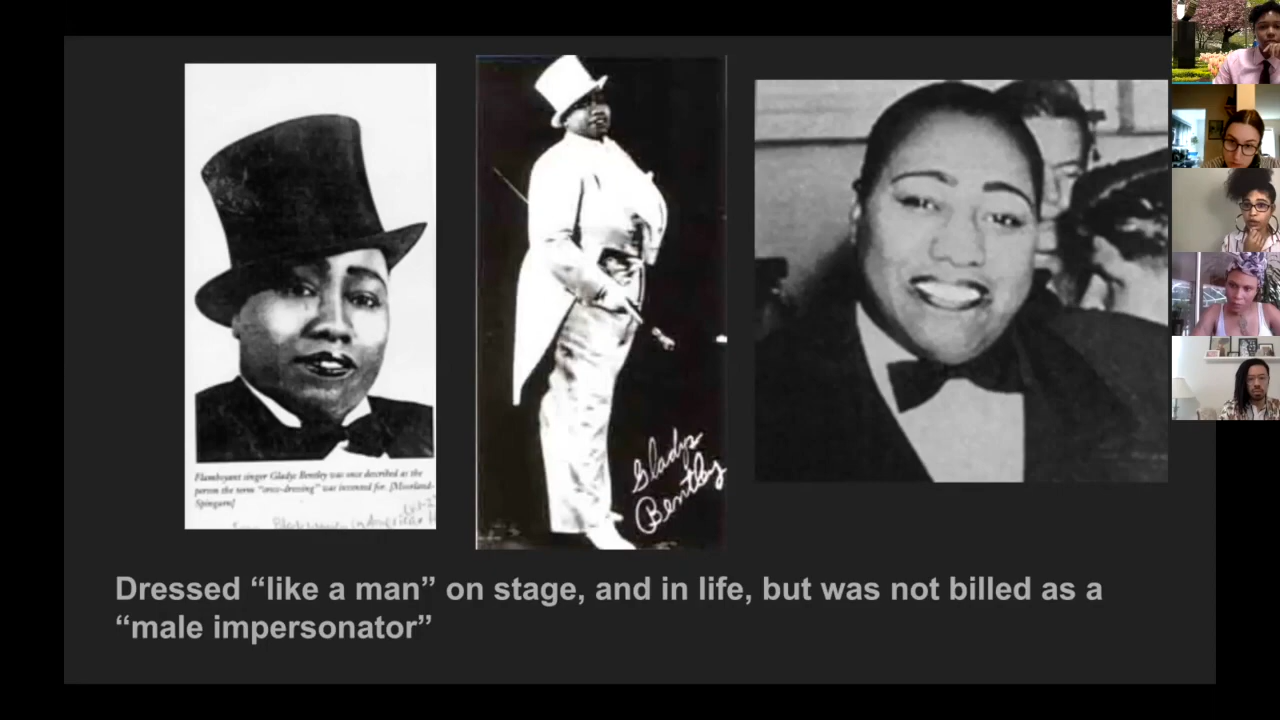 Flamboyant singer Gladys Bentley was once described as the
person the term "cross-dressing" was invented for. [Moorland-
Spingarn]
Gladys
Bentley
Dressed “like a man” on stage, and in life, but was not billed as a
“male impersonator”